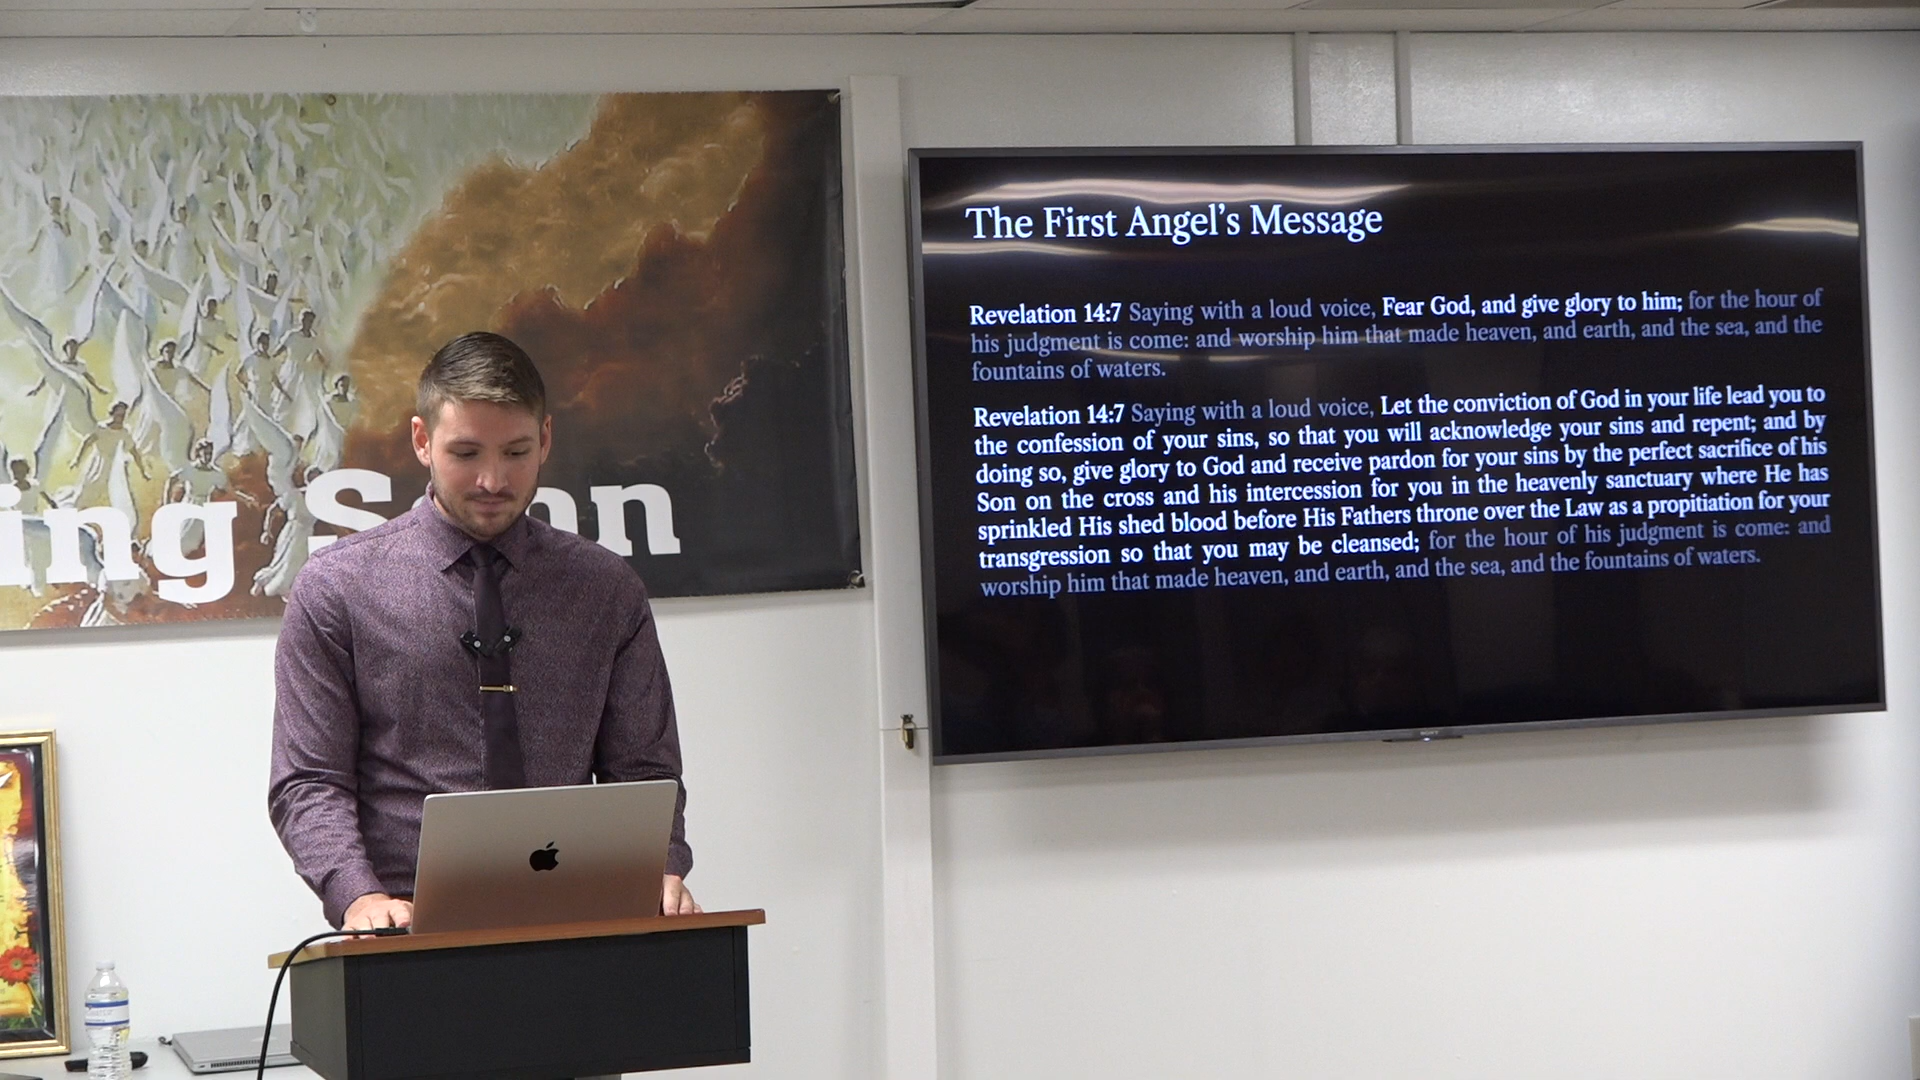 ing Soon
The First Angel's Message
Revelation 14:7 Saying with a loud voice, Fear God, and give glory to him; for the hour of
his judgment is come: and worship him that made heaven, and earth, and the sea, and the
fountains of waters.
Revelation 14:7 Saying with a loud voice, Let the conviction of God in your life lead you to
the confession of your sins, so that you will acknowledge your sins and repent; and by
doing so, give glory to God and receive pardon for your sins by the perfect sacrifice of his
Son on the cross and his intercession for you in the heavenly sanctuary where He has
sprinkled His shed blood before His Fathers throne over the Law as a propitiation for your
transgression so that you may be cleansed; for the hour of his judgment is come: and
worship him that made heaven, and earth, and the sea, and the fountains of waters.
SONY